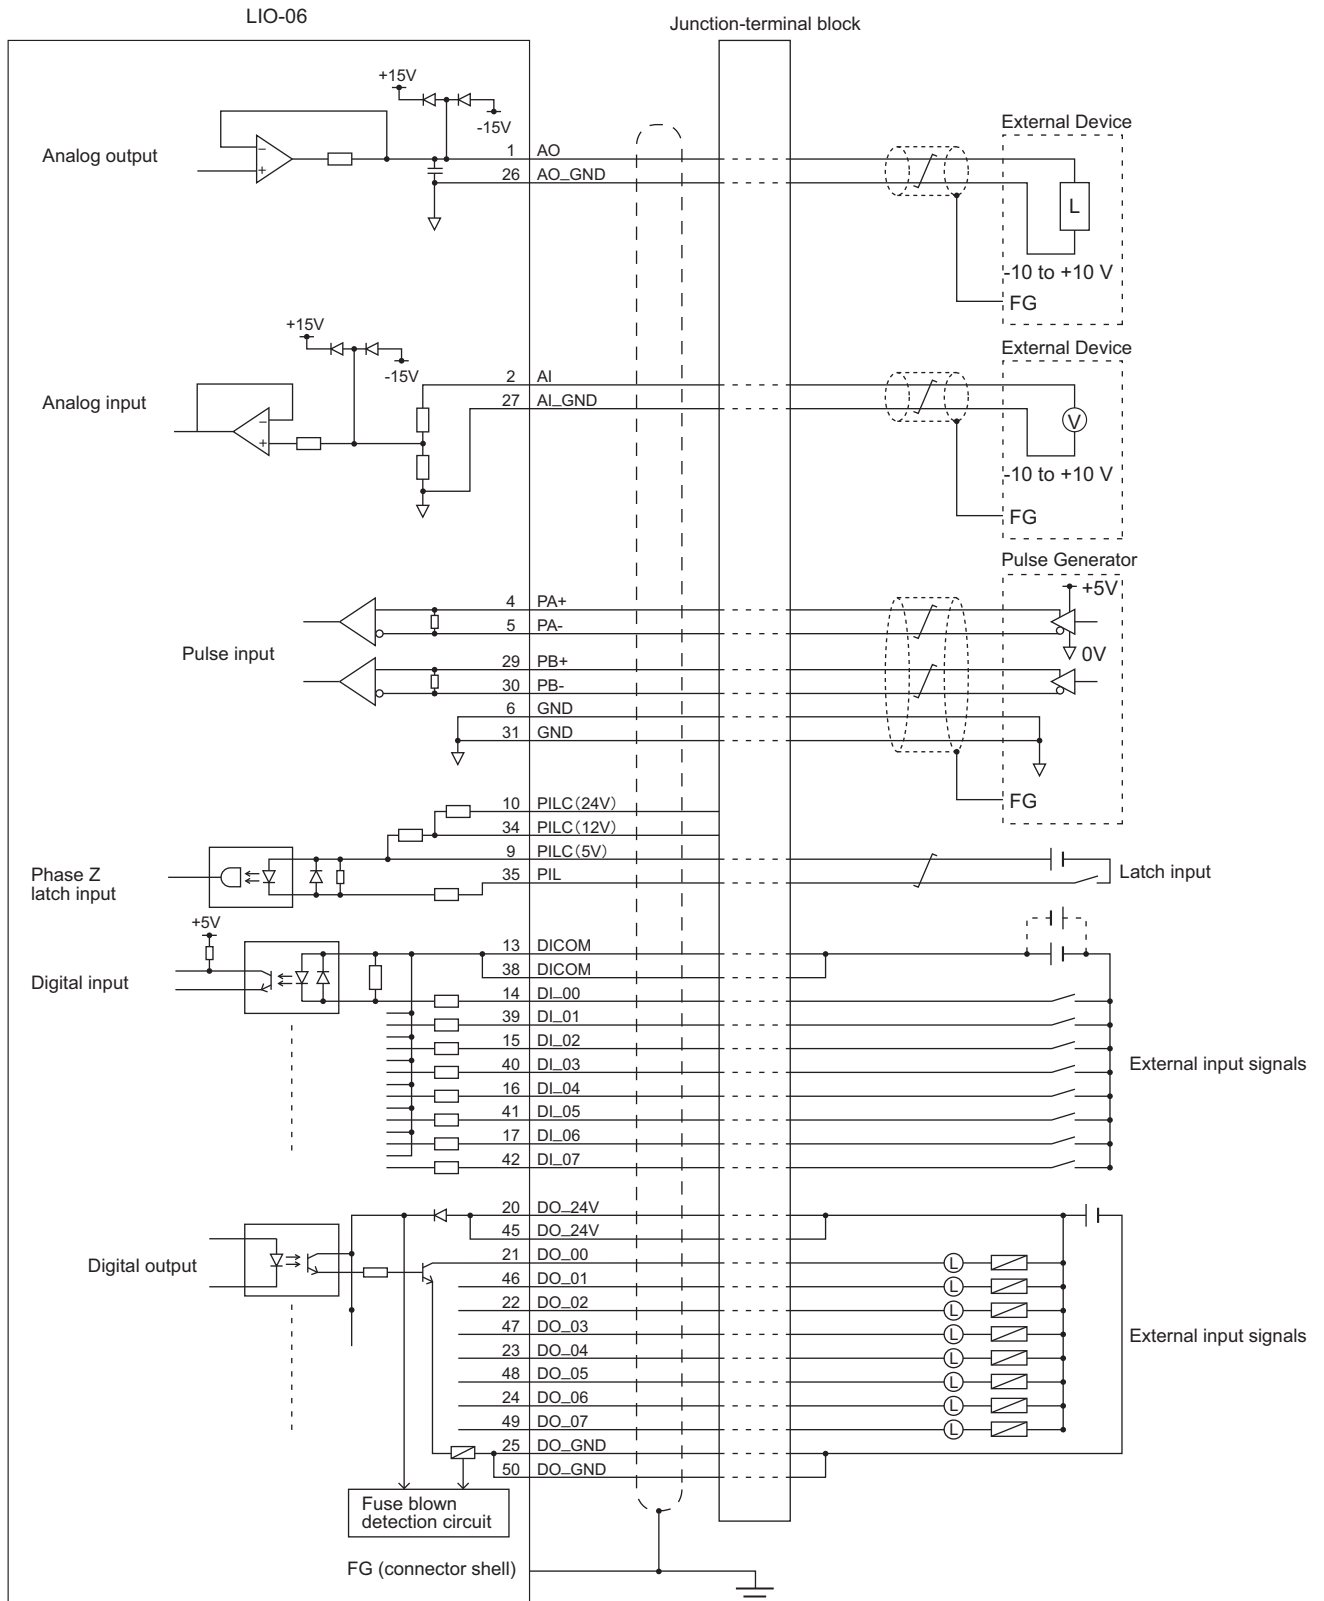 LIO-06
Junction-terminal block
+15V
-15V
External Device
Analog output
−
+
1 AO
26 AO_GND
L
-10 to +10 V
FG
+15V
-15V
External Device
2 AI
27 AI_GND
Analog input
−
+
V
-10 to +10 V
FG
Pulse Generator
+5V
4 PA+
5 PA-
0V
Pulse input
29 PB+
30 PB-
6 GND
31 GND
FG
10 PILC(24V)
34 PILC(12V)
9 PILC(5V)
35 PIL
Phase Z
latch input
Latch input
+5V
13 DICOM
38 DICOM
Digital input
14 DI_00
39 DI_01
15 DI_02
40 DI_03
16 DI_04
41 DI_05
17 DI_06
42 DI_07
External input signals
20 DO_24V
45 DO_24V
Digital output
21 DO_00 L
46 DO_01 L
22 DO_02 L
47 DO_03 L
23 DO_04 L
48 DO_05 L
24 DO_06 L
49 DO_07 L
External input signals
25 DO_GND
50 DO_GND
Fuse blown
detection circuit
FG (connector shell)